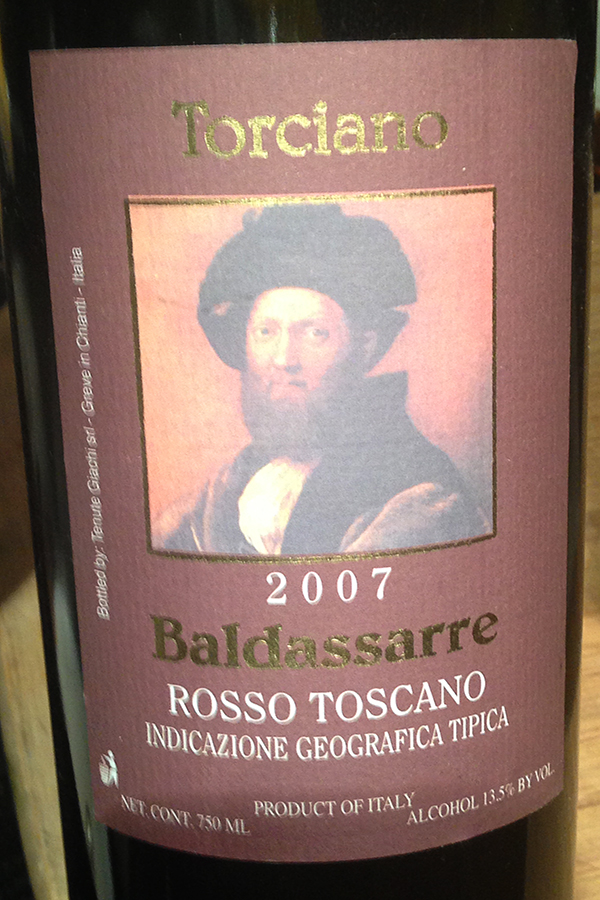 Torciano
Bottled by: Tenute Giachi srl - Greve in Chianti - Italia
2007
Baldassarre
ROSSO TOSCANO
INDICAZIONE GEOGRAFICA TIPICA
NET. CONT. 750 ML
PRODUCT OF ITALY
ALCOHOL 13.5% BY VOL.